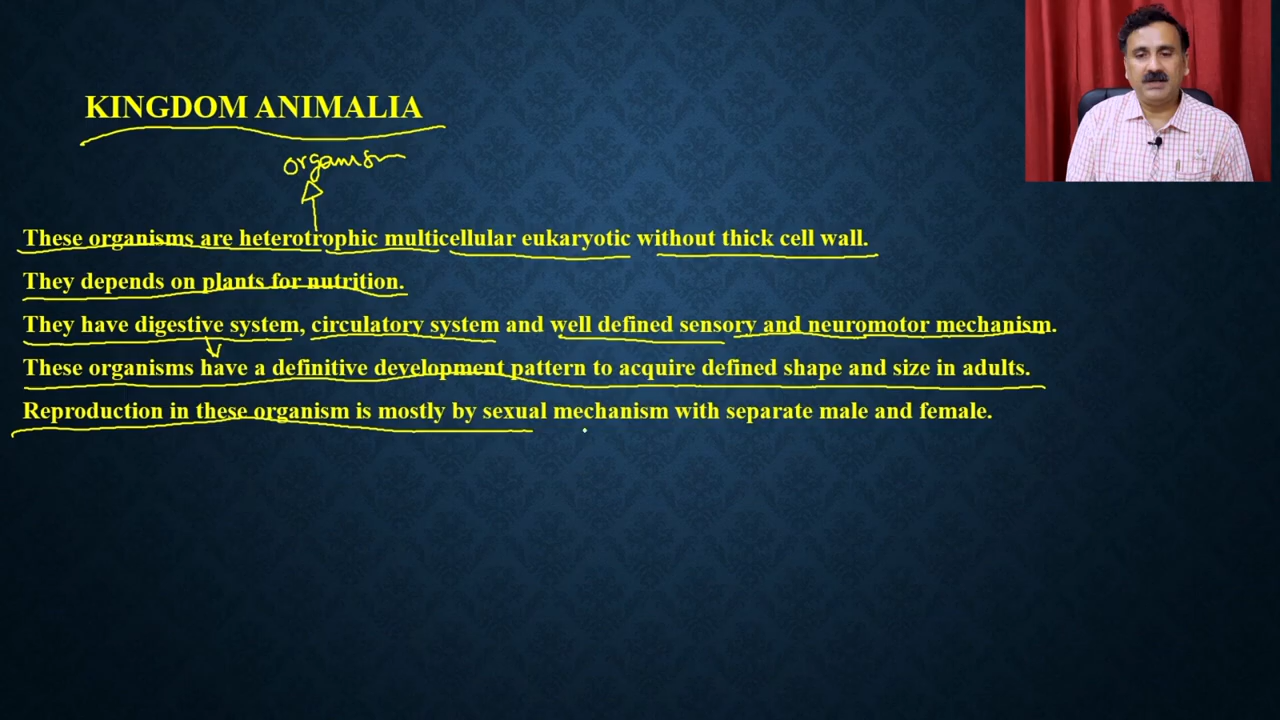 KINGDOM ANIMALIA
organism
These organisms are heterotrophic multicellular eukaryotic without thick cell wall.
They depends on plants for nutrition.
They have digestive system, circulatory system and well defined sensory and neuromotor mechanism.
These organisms have a definitive development pattern to acquire defined shape and size in adults.
Reproduction in these organism is mostly by sexual mechanism with separate male and female.